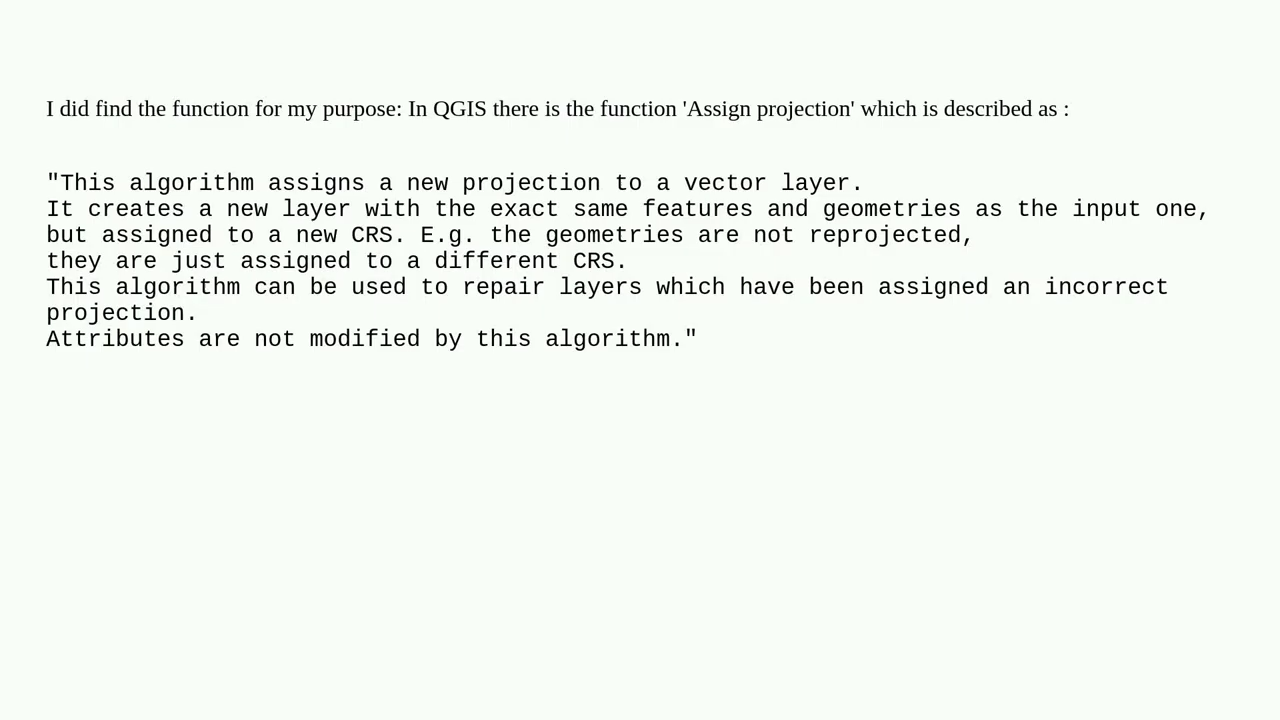 I did find the function for my purpose: In QGIS there is the function 'Assign projection' which is described as :
"This algorithm assigns a new projection to a vector layer.
It creates a new layer with the exact same features and geometries as the input one,
but assigned to a new CRS. E.g. the geometries are not reprojected,
they are just assigned to a different CRS.
This algorithm can be used to repair layers which have been assigned an incorrect
projection.
Attributes are not modified by this algorithm."